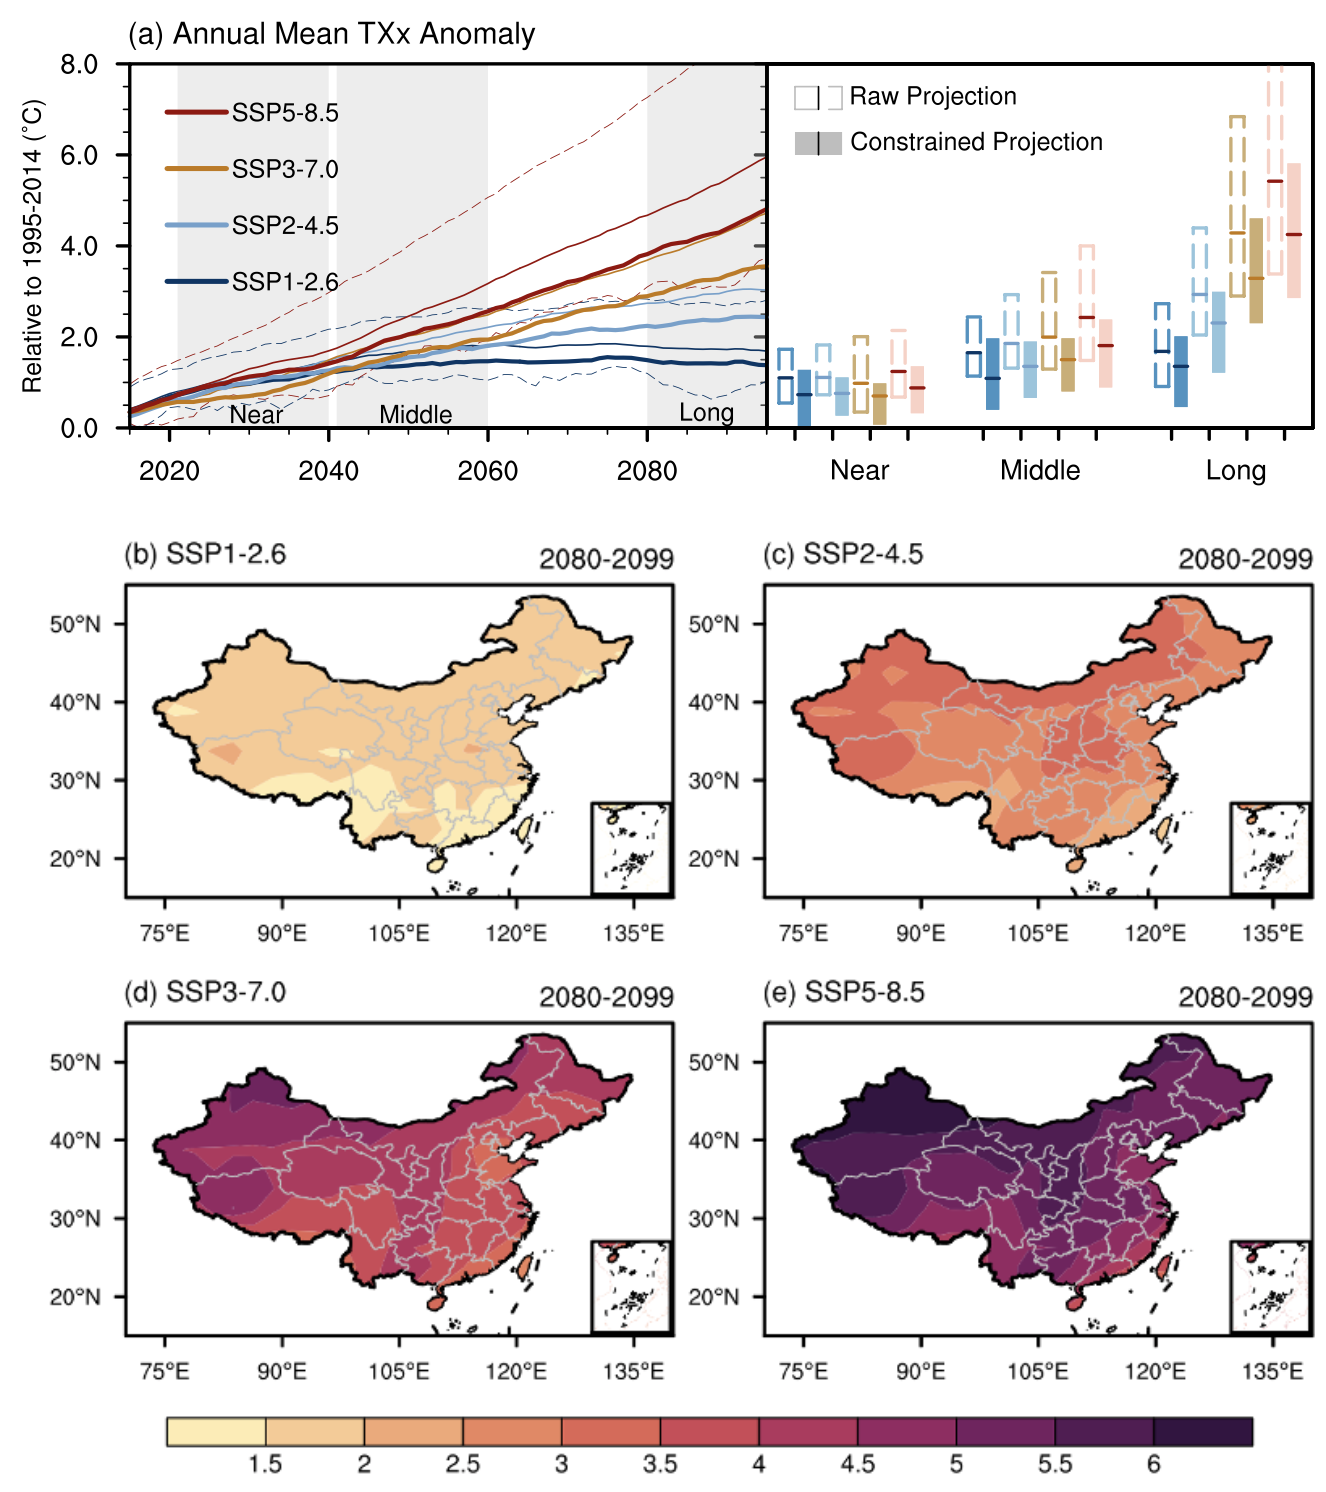 (a) Annual Mean TXx Anomaly
Relative to 1995-2014 (°C)
8.0
6.0
4.0
2.0
0.0
SSP5-8.5
SSP3-7.0
SSP2-4.5
SSP1-2.6
Near
Middle
Long
2020
2040
2060
2080
Raw Projection
Constrained Projection
Near
Middle
Long
(b) SSP1-2.6
2080-2099
50°N
40°N
30°N
20°N
75°E
90°E
105°E
120°E
135°E
(c) SSP2-4.5
2080-2099
50°N
40°N
30°N
20°N
75°E
90°E
105°E
120°E
135°E
(d) SSP3-7.0
2080-2099
50°N
40°N
30°N
20°N
75°E
90°E
105°E
120°E
135°E
(e) SSP5-8.5
2080-2099
50°N
40°N
30°N
20°N
75°E
90°E
105°E
120°E
135°E
1.5
2
2.5
3
3.5
4
4.5
5
5.5
6